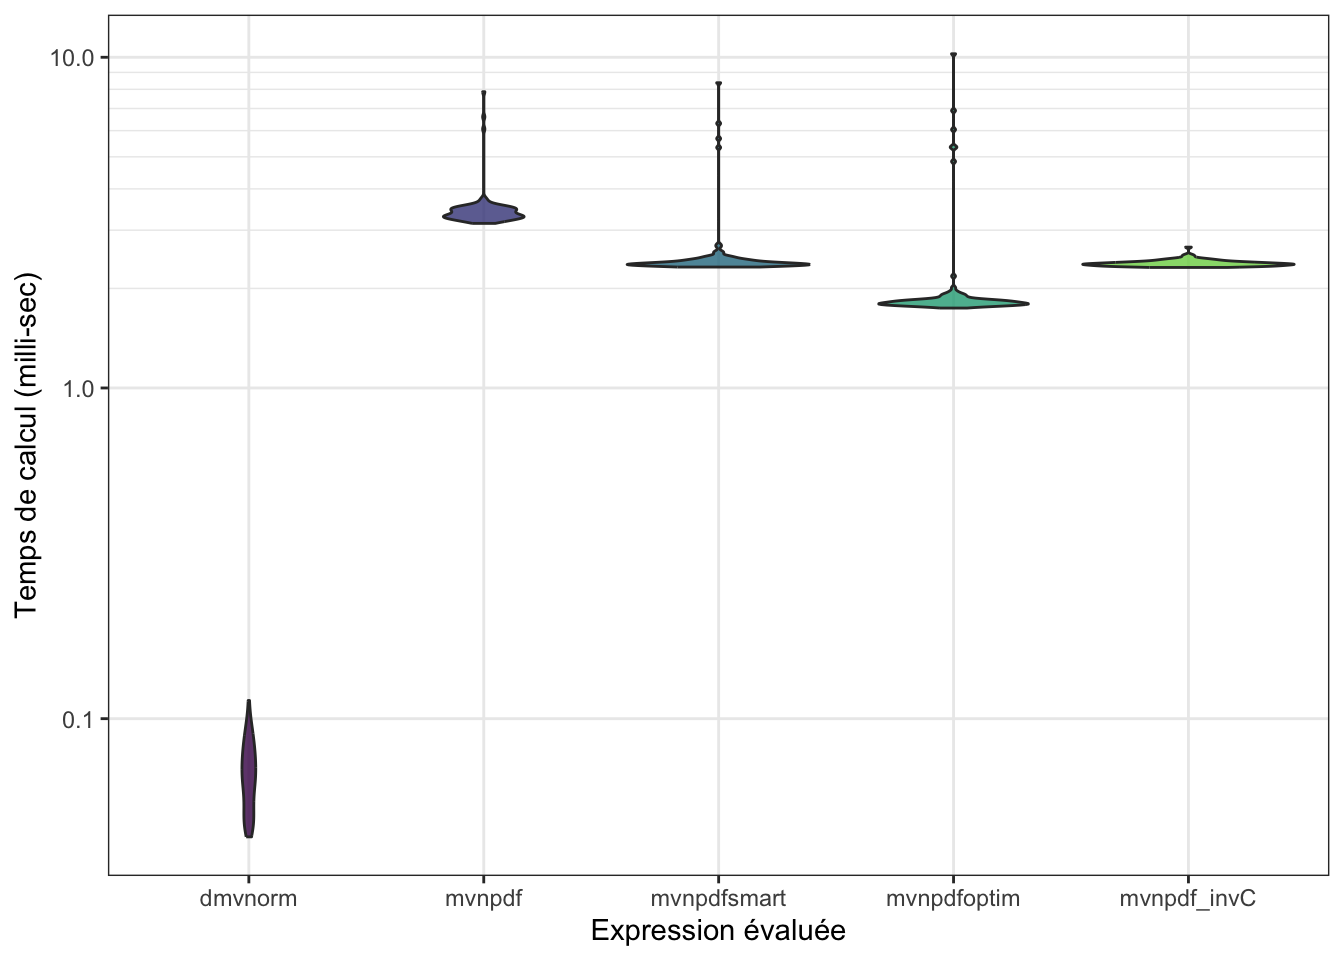 10.0
1.0
0.1
Temps de calcul (milli-sec)
dmvnorm
mvnpdf
mvnpdfsmart
mvnpdfoptim
mvnpdf_invC
Expression évaluée